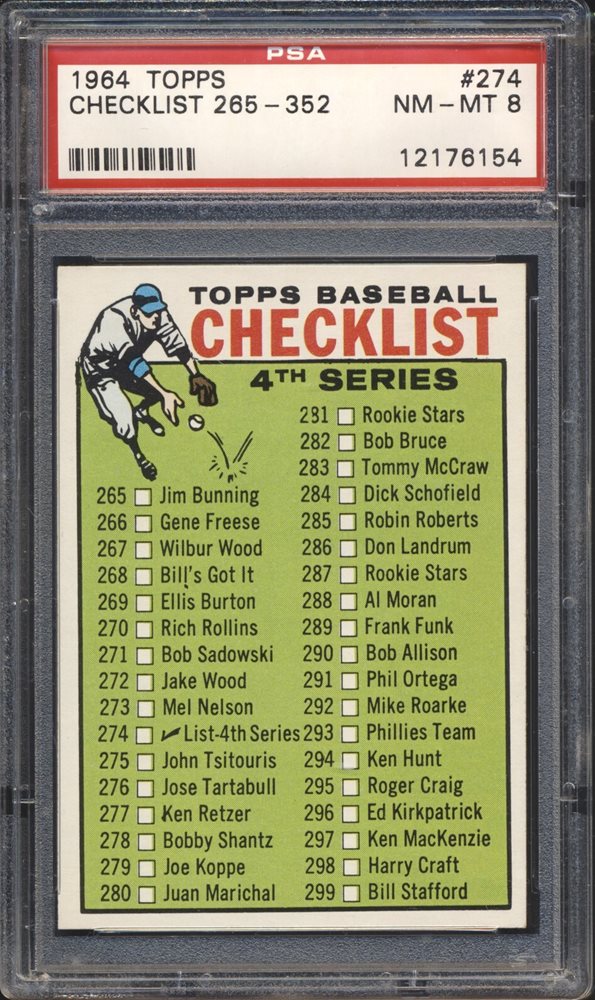 PSA
1964 TOPPS #274
CHECKLIST 265-352 NM-MT 8
12176154
TOPPS BASEBALL
CHECKLIST
4TH SERIES
265 Jim Bunning
266 Gene Freese
267 Wilbur Wood
268 Bill's Got It
269 Ellis Burton
270 Rich Rollins
271 Bob Sadowski
272 Jake Wood
273 Mel Nelson
274 ✓List-4th Series
275 John Tsitouris
276 Jose Tartabull
277 Ken Retzer
278 Bobby Shantz
279 Joe Koppe
280 Juan Marichal
281 Rookie Stars
282 Bob Bruce
283 Tommy McCraw
284 Dick Schofield
285 Robin Roberts
286 Don Landrum
287 Rookie Stars
288 Al Moran
289 Frank Funk
290 Bob Allison
291 Phil Ortega
292 Mike Roarke
293 Phillies Team
294 Ken Hunt
295 Roger Craig
296 Ed Kirkpatrick
297 Ken MacKenzie
298 Harry Craft
299 Bill Stafford